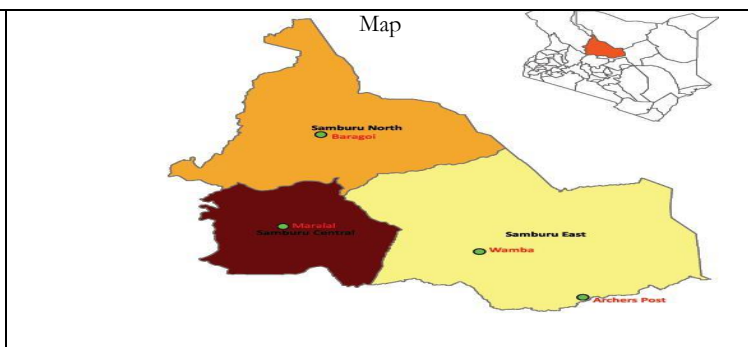 Map
Samburu North
Baragoi
Maralal
Samburu Central
Samburu East
Wamba
Archers Post